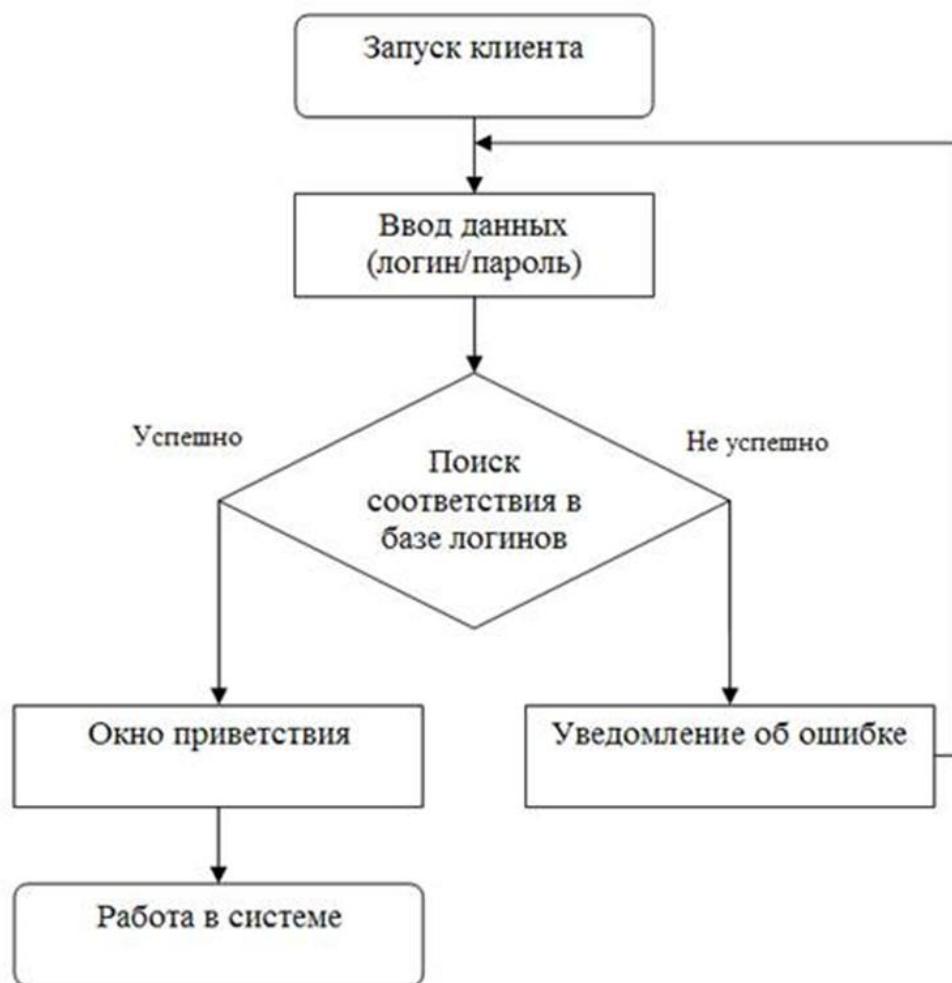 Запуск клиента
Ввод данных
(логин/пароль)
Успешно
Не успешно
Поиск
соответствия в
базе логинов
Окно приветствия
Уведомление об ошибке
Работа в системе